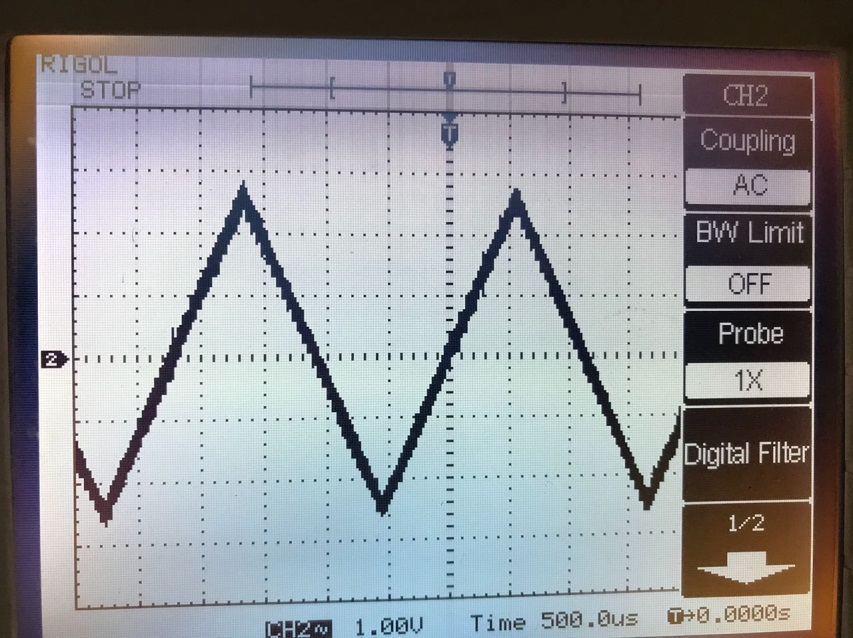 RIGOL
STOP
T
T
CH2
Coupling
AC
BW Limit
OFF
Probe
1X
Digital Filter
1/2
2
CH2~ 1.00V Time 500.0us T→0.0000s